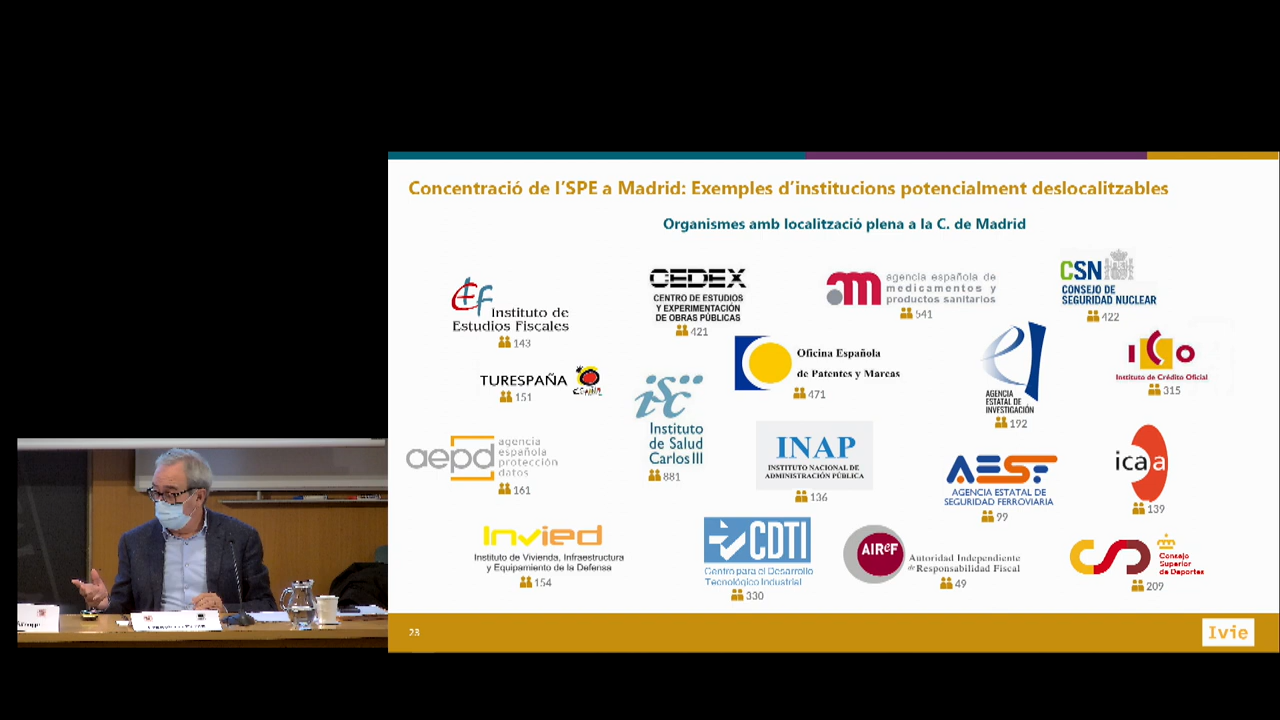 Concentració de l'SPE a Madrid: Exemples d'institucions potencialment deslocalitzables
Organismes amb localització plena a la C. de Madrid
Instituto de
Estudios Fiscales
143
CEDEX
CENTRO DE ESTUDIOS
Y EXPERIMENTACIÓN
DE OBRAS PÚBLICAS
421
am
agencia española de
medicamentos y
productos sanitarios
541
CSN
CONSEJO DE
SEGURIDAD NUCLEAR
422
TURESPAÑA
151
isc
Instituto
de Salud
Carlos III
881
Oficina Española
de Patentes y Marcas
471
AGENCIA
ESTATAL DE
INVESTIGACIÓN
192
ICO
Instituto de Crédito Oficial
315
aepd
agencia
española
protección
datos
161
INAP
INSTITUTO NACIONAL DE
ADMINISTRACIÓN PÚBLICA
136
AESF
AGENCIA ESTATAL DE
SEGURIDAD FERROVIARIA
99
icaa
139
Invied
Instituto de Vivienda, Infraestructura
y Equipamiento de la Defensa
154
CDTI
Centro para el Desarrollo
Tecnológico Industrial
330
AIReF
Autoridad Independiente
de Responsabilidad Fiscal
49
CSD
Consejo
Superior
de Deportes
209
23
Ivie